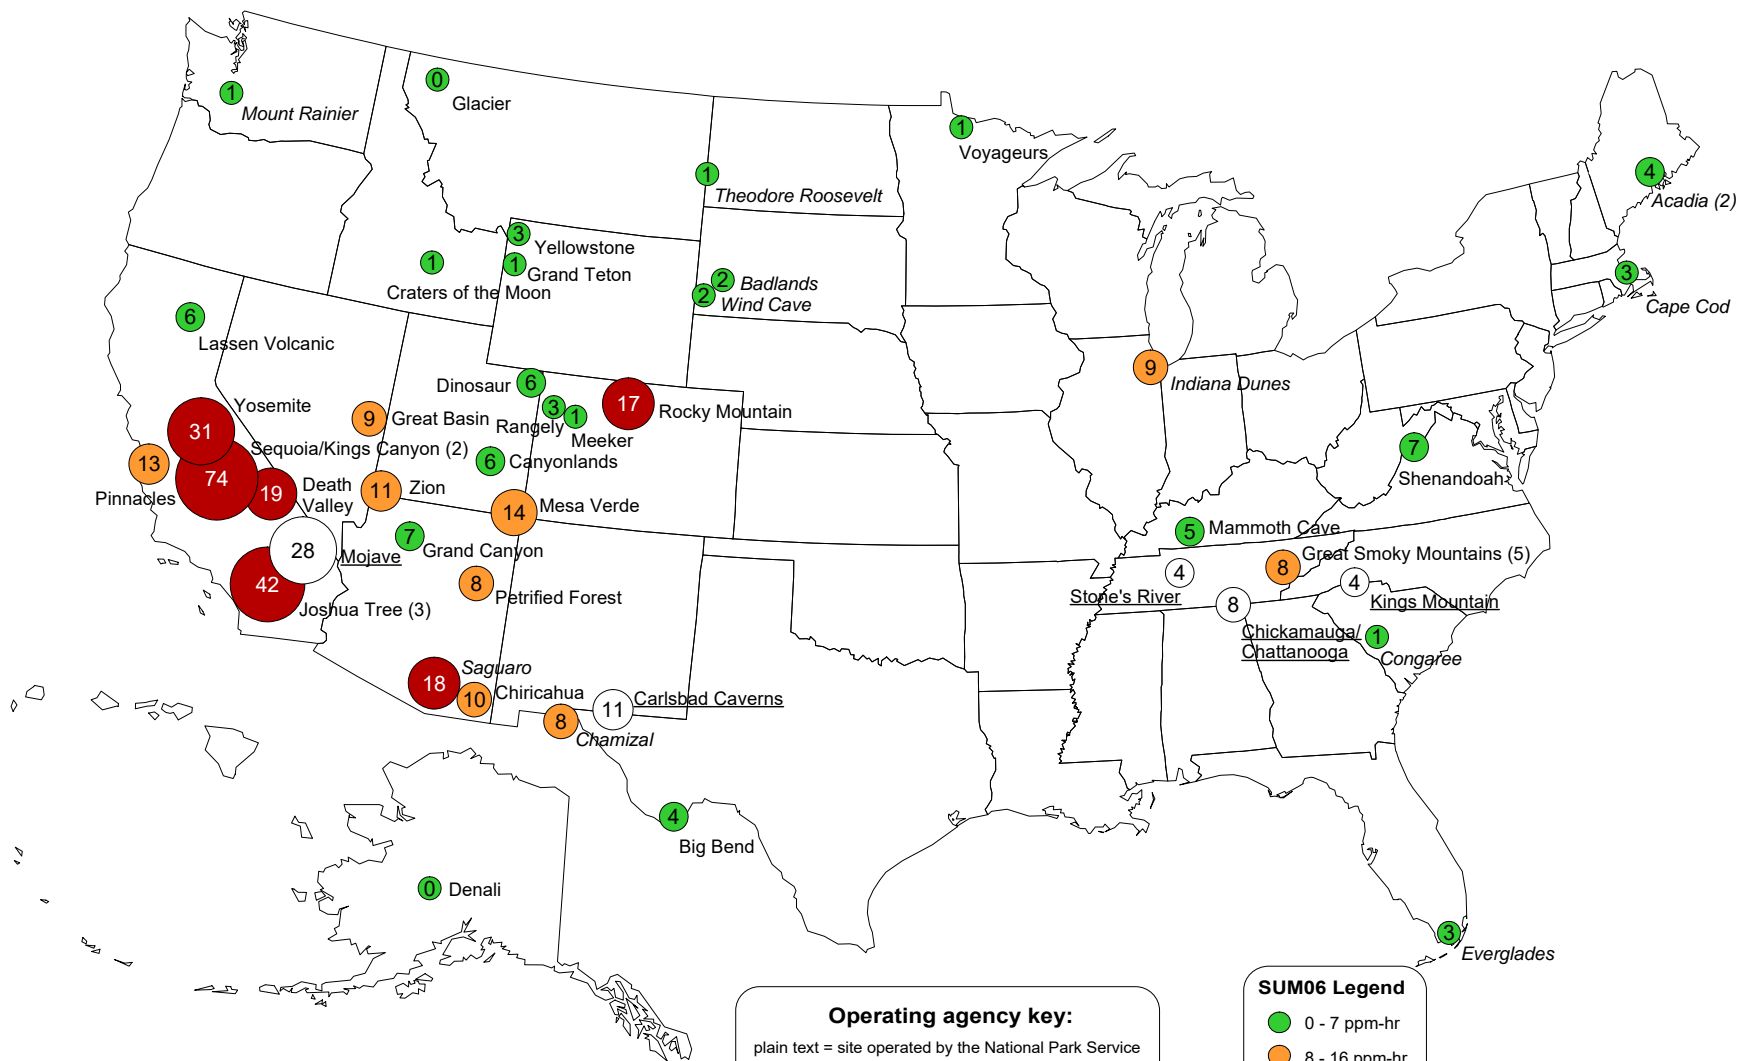 0
Glacier
1
Mount Rainier
1
Voyageurs
1
Theodore Roosevelt
4
Acadia (2)
3
Yellowstone
1
Grand Teton
1
Craters of the Moon
2
Badlands
2
Wind Cave
3
Cape Cod
6
Lassen Volcanic
9
Indiana Dunes
Dinosaur
6
3
Rangely
1
Meeker
17
Rocky Mountain
31
Yosemite
9
Great Basin
74
Sequoia/Kings Canyon (2)
13
Pinnacles
6
Canyonlands
7
Shenandoah
19
Death
Valley
11
Zion
14
Mesa Verde
28
Mojave
7
Grand Canyon
5
Mammoth Cave
8
Great Smoky Mountains (5)
4
Stone's River
4
Kings Mountain
42
Joshua Tree (3)
8
Petrified Forest
8
Chickamauga/
Chattanooga
1
Congaree
18
Saguaro
10
Chiricahua
11
Carlsbad Caverns
8
Chamizal
4
Big Bend
0
Denali
3
Everglades
Operating agency key:
plain text = site operated by the National Park Service
SUM06 Legend
0 - 7 ppm-hr
8 - 16 ppm-hr